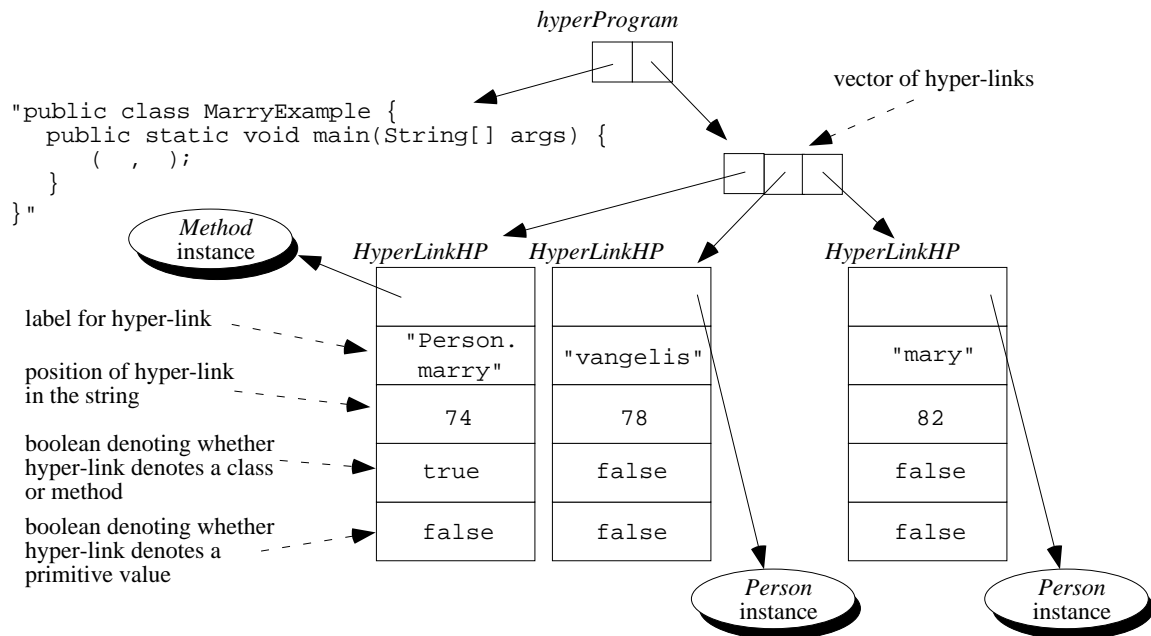 hyperProgram
vector of hyper-links
"public class MarryExample {
public static void main(String[] args) {
( , );
}
}"
Method
instance
HyperLinkHP
HyperLinkHP
HyperLinkHP
label for hyper-link
"Person.
marry"
"vangelis"
"mary"
position of hyper-link
in the string
74
78
82
boolean denoting whether
hyper-link denotes a class
or method
true
false
false
boolean denoting whether
hyper-link denotes a
primitive value
false
false
false
Person
instance
Person
instance